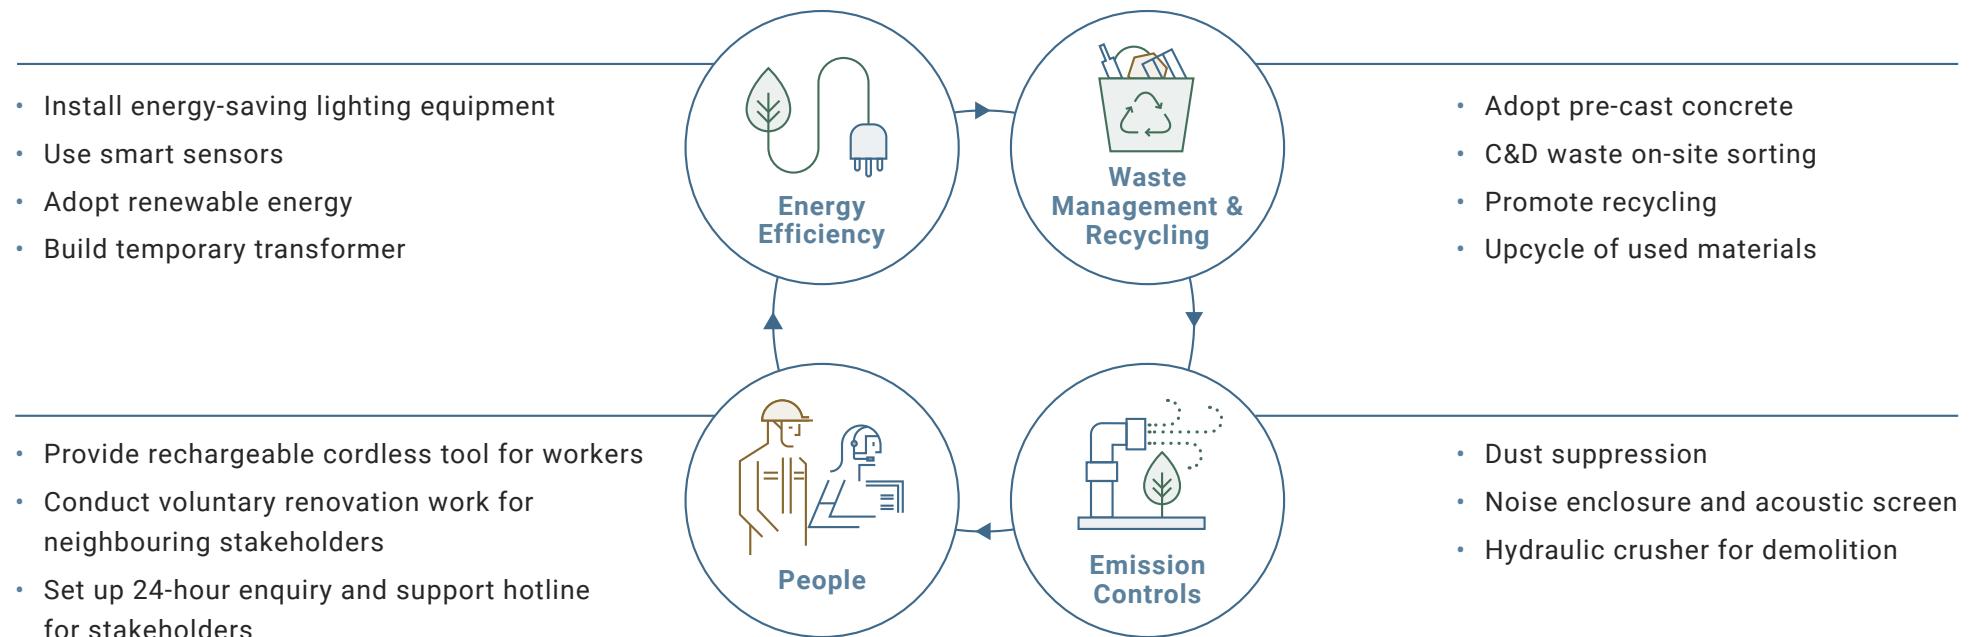 Install energy-saving lighting equipment
Use smart sensors
Adopt renewable energy
Build temporary transformer
Energy
Efficiency
Waste
Management &
Recycling
Adopt pre-cast concrete
C&D waste on-site sorting
Promote recycling
Upcycle of used materials
Provide rechargeable cordless tool for workers
Conduct voluntary renovation work for
neighbouring stakeholders
Set up 24-hour enquiry and support hotline
for stakeholders
People
Emission
Controls
Dust suppression
Noise enclosure and acoustic screen
Hydraulic crusher for demolition